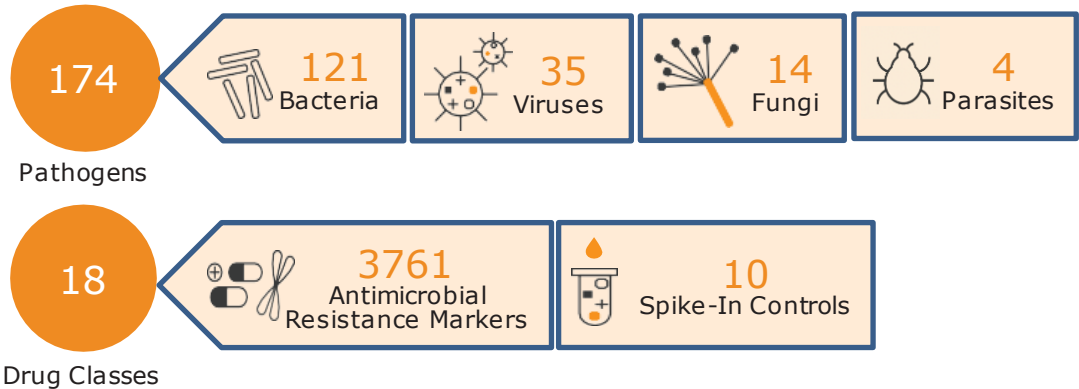 174
Pathogens
121
Bacteria
35
Viruses
14
Fungi
4
Parasites
18
Drug Classes
3761
Antimicrobial
Resistance Markers
10
Spike-In Controls